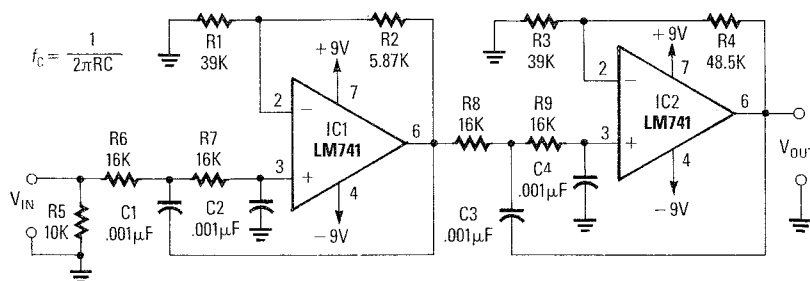 f_C = 1 / 2πRC
R1
39K
R2
5.87K
+9V
7
2
−
IC1
LM741
6
3
+
4
−9V
R6
16K
R7
16K
V_IN
R5
10K
C1
.001µF
C2
.001µF
R3
39K
R4
48.5K
+9V
7
2
−
IC2
LM741
6
R8
16K
R9
16K
3
+
4
−9V
C4
.001µF
C3
.001µF
V_OUT